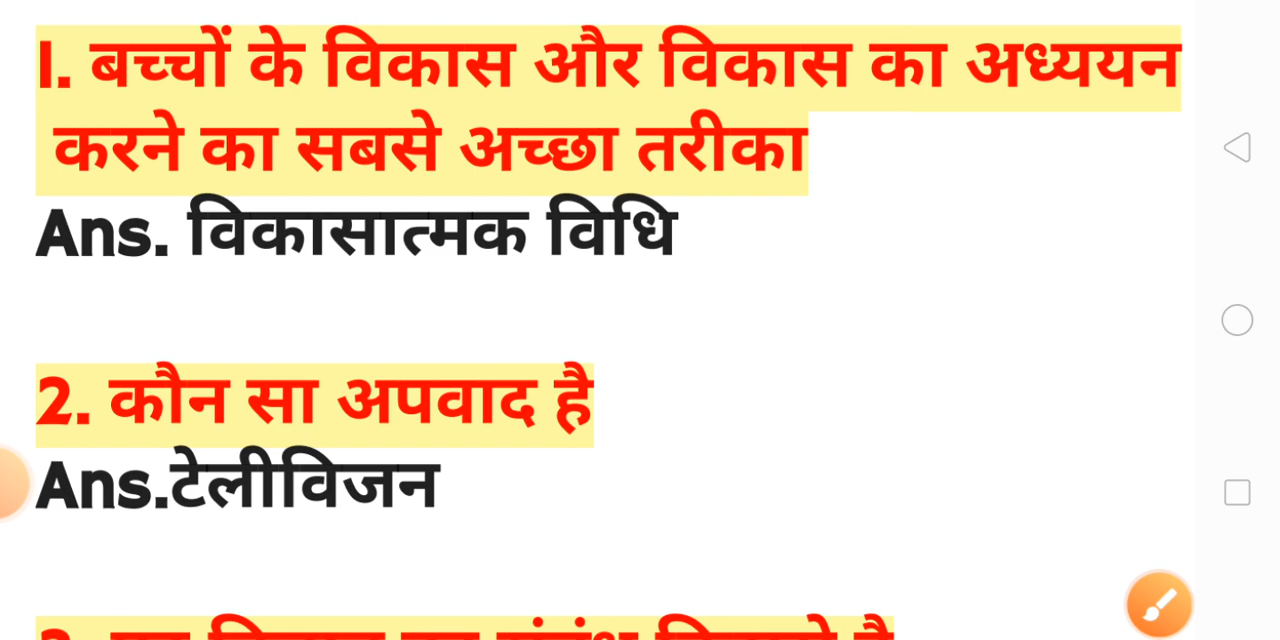 1. बच्चों के विकास और विकास का अध्ययन
करने का सबसे अच्छा तरीका
Ans. विकासात्मक विधि
2. कौन सा अपवाद है
Ans.टेलीविजन